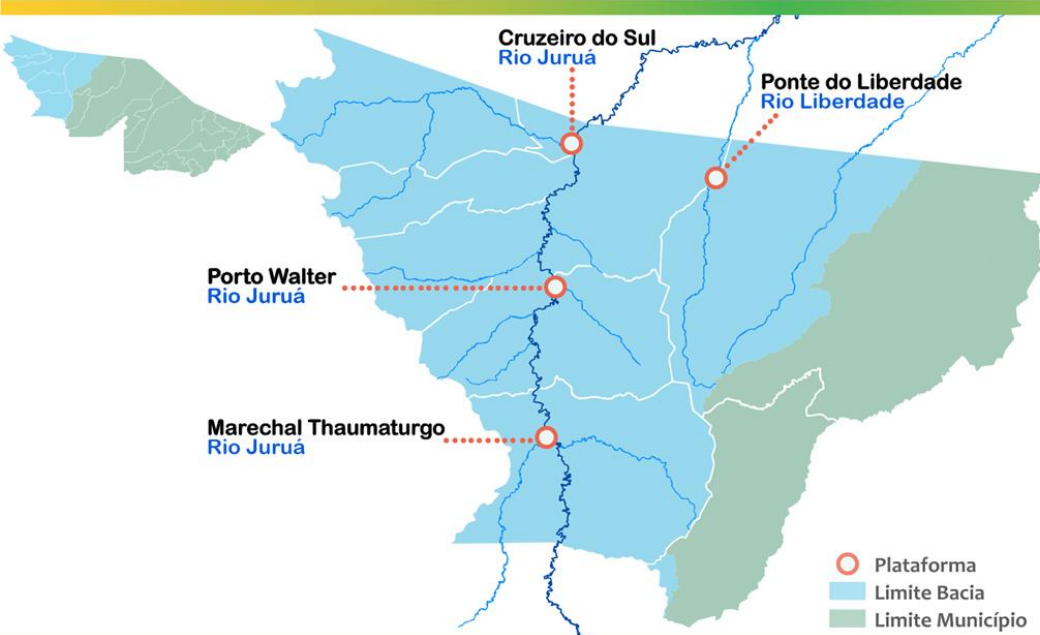 Cruzeiro do Sul
Rio Juruá
Ponte do Liberdade
Rio Liberdade
Porto Walter
Rio Juruá
Marechal Thaumaturgo
Rio Juruá
Plataforma
Limite Bacia
Limite Município